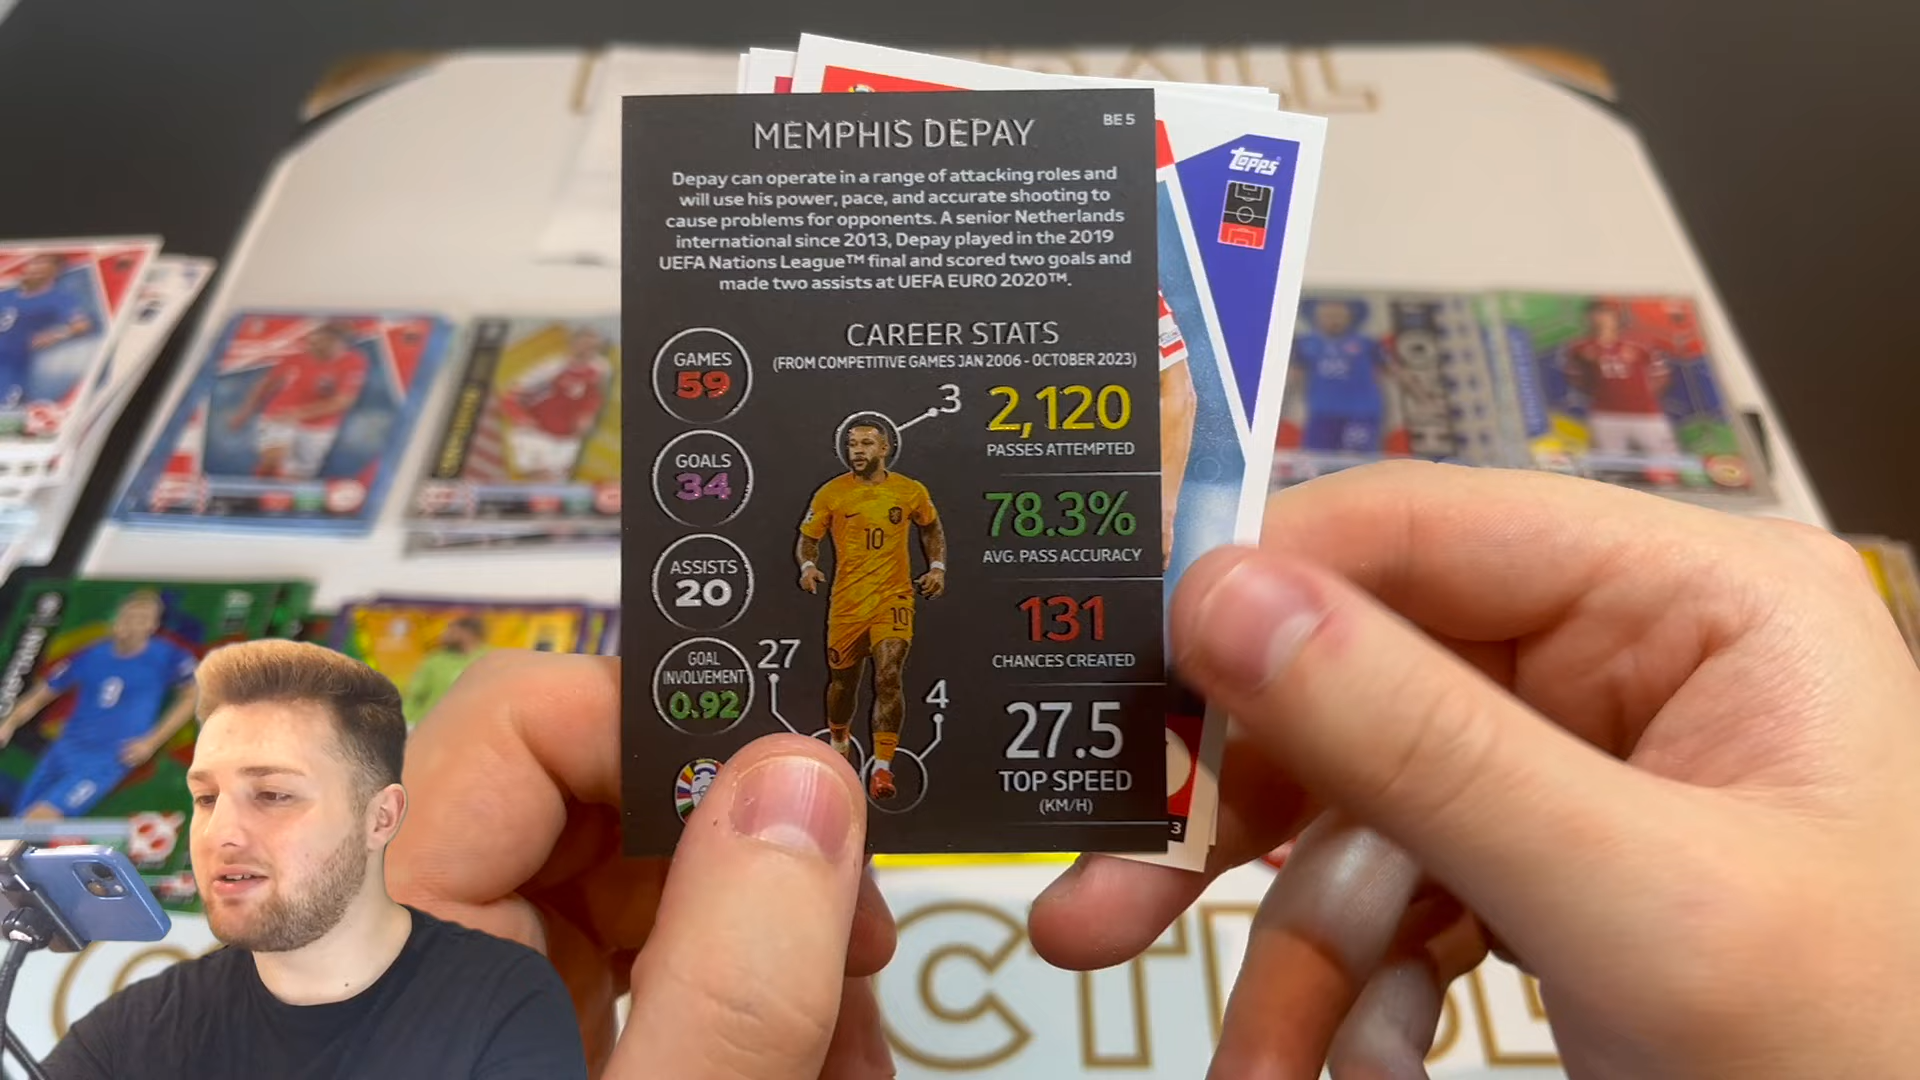 MEMPHIS DEPAY
BE 5
Depay can operate in a range of attacking roles and
will use his power, pace, and accurate shooting to
cause problems for opponents. A senior Netherlands
international since 2013, Depay played in the 2019
UEFA Nations League™ final and scored two goals and
made two assists at UEFA EURO 2020™.
CAREER STATS
(FROM COMPETITIVE GAMES JAN 2006 - OCTOBER 2023)
GAMES
59
GOALS
34
ASSISTS
20
GOAL
INVOLVEMENT
0.92
3
27
4
10
10
2,120
PASSES ATTEMPTED
78.3%
AVG. PASS ACCURACY
131
CHANCES CREATED
27.5
TOP SPEED
(KM/H)
topps
3
9